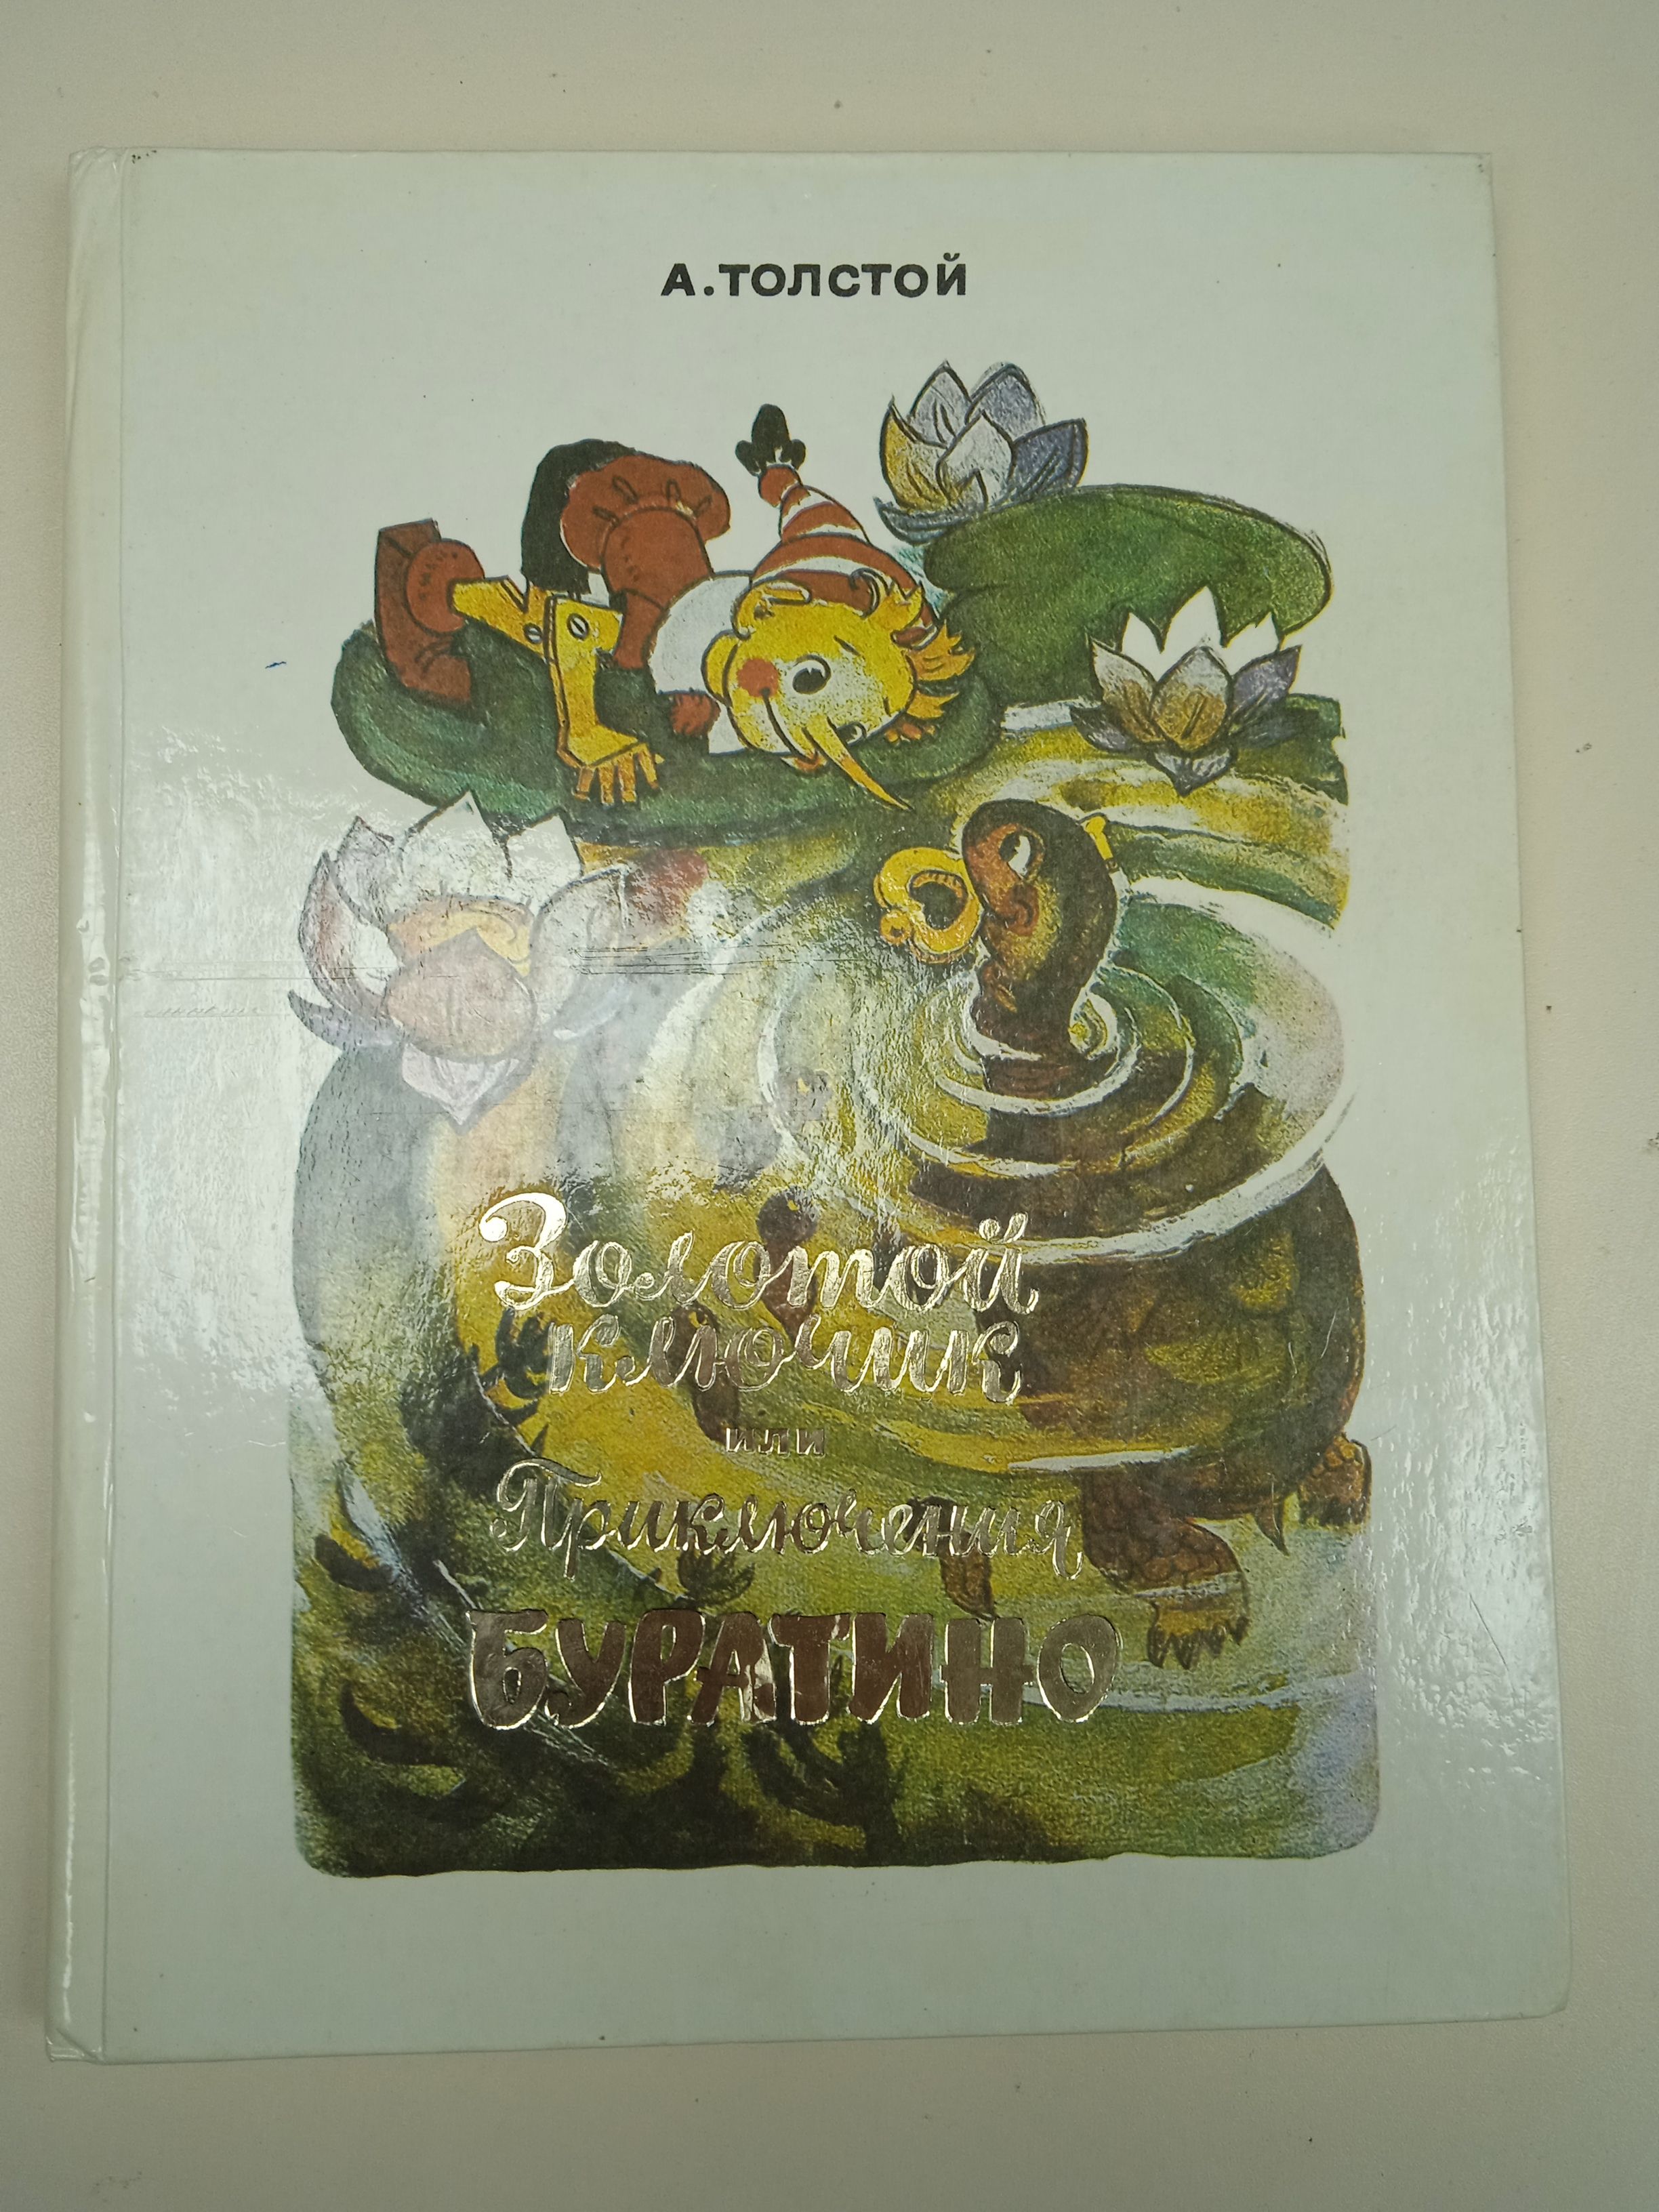 А.ТОЛСТОЙ
Золотой
ключик
или
Приключения
БУРАТИНО